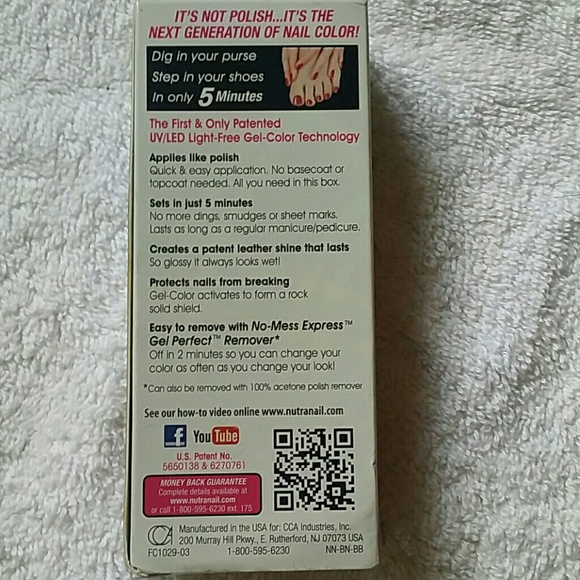 IT'S NOT POLISH...IT'S THE
NEXT GENERATION OF NAIL COLOR!
Dig in your purse
Step in your shoes
In only 5 Minutes
The First & Only Patented
UV/LED Light-Free Gel-Color Technology
Applies like polish
Quick & easy application. No basecoat or
topcoat needed. All you need in this box.
Sets in just 5 minutes
No more dings, smudges or sheet marks.
Lasts as long as a regular manicure/pedicure.
Creates a patent leather shine that lasts
So glossy it always looks wet!
Protects nails from breaking
Gel-Color activates to form a rock
solid shield.
Easy to remove with No-Mess Express™
Gel Perfect™ Remover*
Off in 2 minutes so you can change your
color as often as you change your look!
*Can also be removed with 100% acetone polish remover
See our how-to video online www.nutranail.com
f YouTube
U.S. Patent No.
5650138 & 6270761
MONEY BACK GUARANTEE
Complete details available at
www.nutranail.com
or call 1-800-595-6230 ext. 175
CCA Manufactured in the USA for: CCA Industries, Inc.
200 Murray Hill Pkwy., E. Rutherford, NJ 07073 USA
FC1029-03 1-800-595-6230 NN-BN-BB